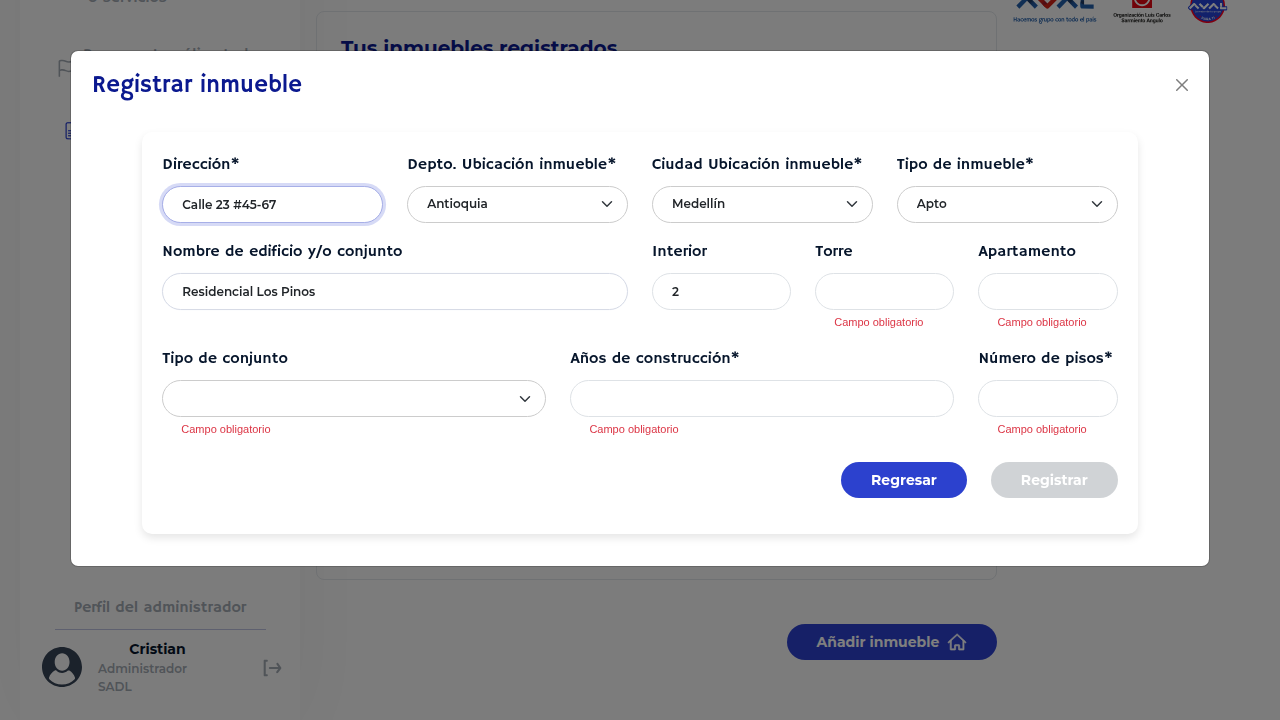 Tus inmuebles registrados
Hacemos grupo con todo el país
Organización Luis Carlos
Sarmiento Angulo
Registrar inmueble
Dirección*
Depto. Ubicación inmueble*
Ciudad Ubicación inmueble*
Tipo de inmueble*
Calle 23 #45-67
Antioquia
Medellín
Apto
Nombre de edificio y/o conjunto
Interior
Torre
Apartamento
Residencial Los Pinos
2
Campo obligatorio
Campo obligatorio
Tipo de conjunto
Años de construcción*
Número de pisos*
Campo obligatorio
Campo obligatorio
Campo obligatorio
Regresar
Registrar
Perfil del administrador
Cristian
Administrador
SADL
Añadir inmueble